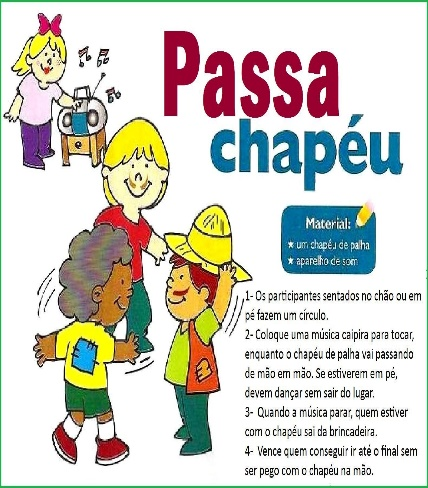 Passa
chapéu
Material:
★ um chapéu de palha
★ aparelho de som
1- Os participantes sentados no chão ou em
pé fazem um círculo.
2- Coloque uma música caipira para tocar,
enquanto o chapéu de palha vai passando
de mão em mão. Se estiverem em pé,
devem dançar sem sair do lugar.
3- Quando a música parar, quem estiver
com o chapéu sai da brincadeira.
4- Vence quem conseguir ir até o final sem
ser pego com o chapéu na mão.